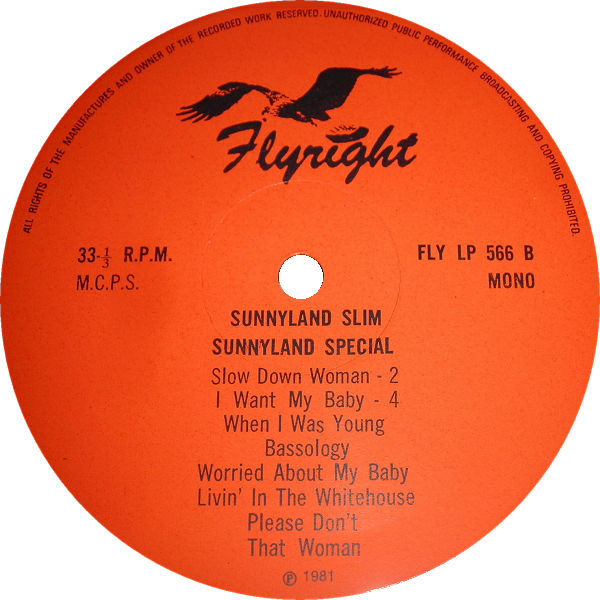 ALL RIGHTS OF THE MANUFACTURES AND OWNER OF THE RECORDED WORK RESERVED. UNAUTHORIZED PUBLIC PERFORMANCE BROADCASTING AND COPYING PROHIBITED.
Flyright
33-1/3 R.P.M.
FLY LP 566 B
M.C.P.S.
MONO
SUNNYLAND SLIM
SUNNYLAND SPECIAL
Slow Down Woman - 2
I Want My Baby - 4
When I Was Young
Bassology
Worried About My Baby
Livin' In The Whitehouse
Please Don't
That Woman
℗ 1981